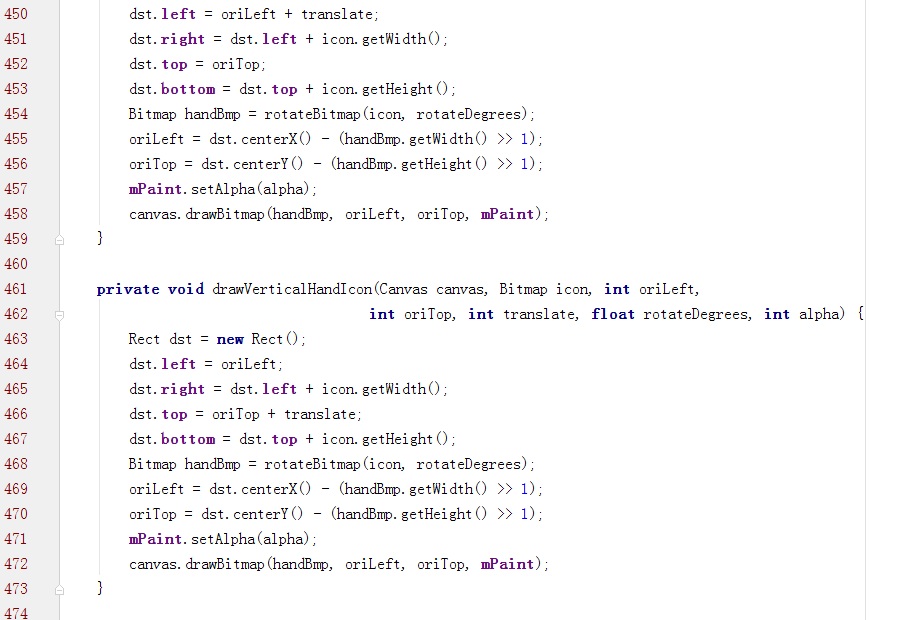 450 dst.left = oriLeft + translate;
451 dst.right = dst.left + icon.getWidth();
452 dst.top = oriTop;
453 dst.bottom = dst.top + icon.getHeight();
454 Bitmap handBmp = rotateBitmap(icon, rotateDegrees);
455 oriLeft = dst.centerX() - (handBmp.getWidth() >> 1);
456 oriTop = dst.centerY() - (handBmp.getHeight() >> 1);
457 mPaint.setAlpha(alpha);
458 canvas.drawBitmap(handBmp, oriLeft, oriTop, mPaint);
459 }
460
461 private void drawVerticalHandIcon(Canvas canvas, Bitmap icon, int oriLeft,
462 int oriTop, int translate, float rotateDegrees, int alpha) {
463 Rect dst = new Rect();
464 dst.left = oriLeft;
465 dst.right = dst.left + icon.getWidth();
466 dst.top = oriTop + translate;
467 dst.bottom = dst.top + icon.getHeight();
468 Bitmap handBmp = rotateBitmap(icon, rotateDegrees);
469 oriLeft = dst.centerX() - (handBmp.getWidth() >> 1);
470 oriTop = dst.centerY() - (handBmp.getHeight() >> 1);
471 mPaint.setAlpha(alpha);
472 canvas.drawBitmap(handBmp, oriLeft, oriTop, mPaint);
473 }
474